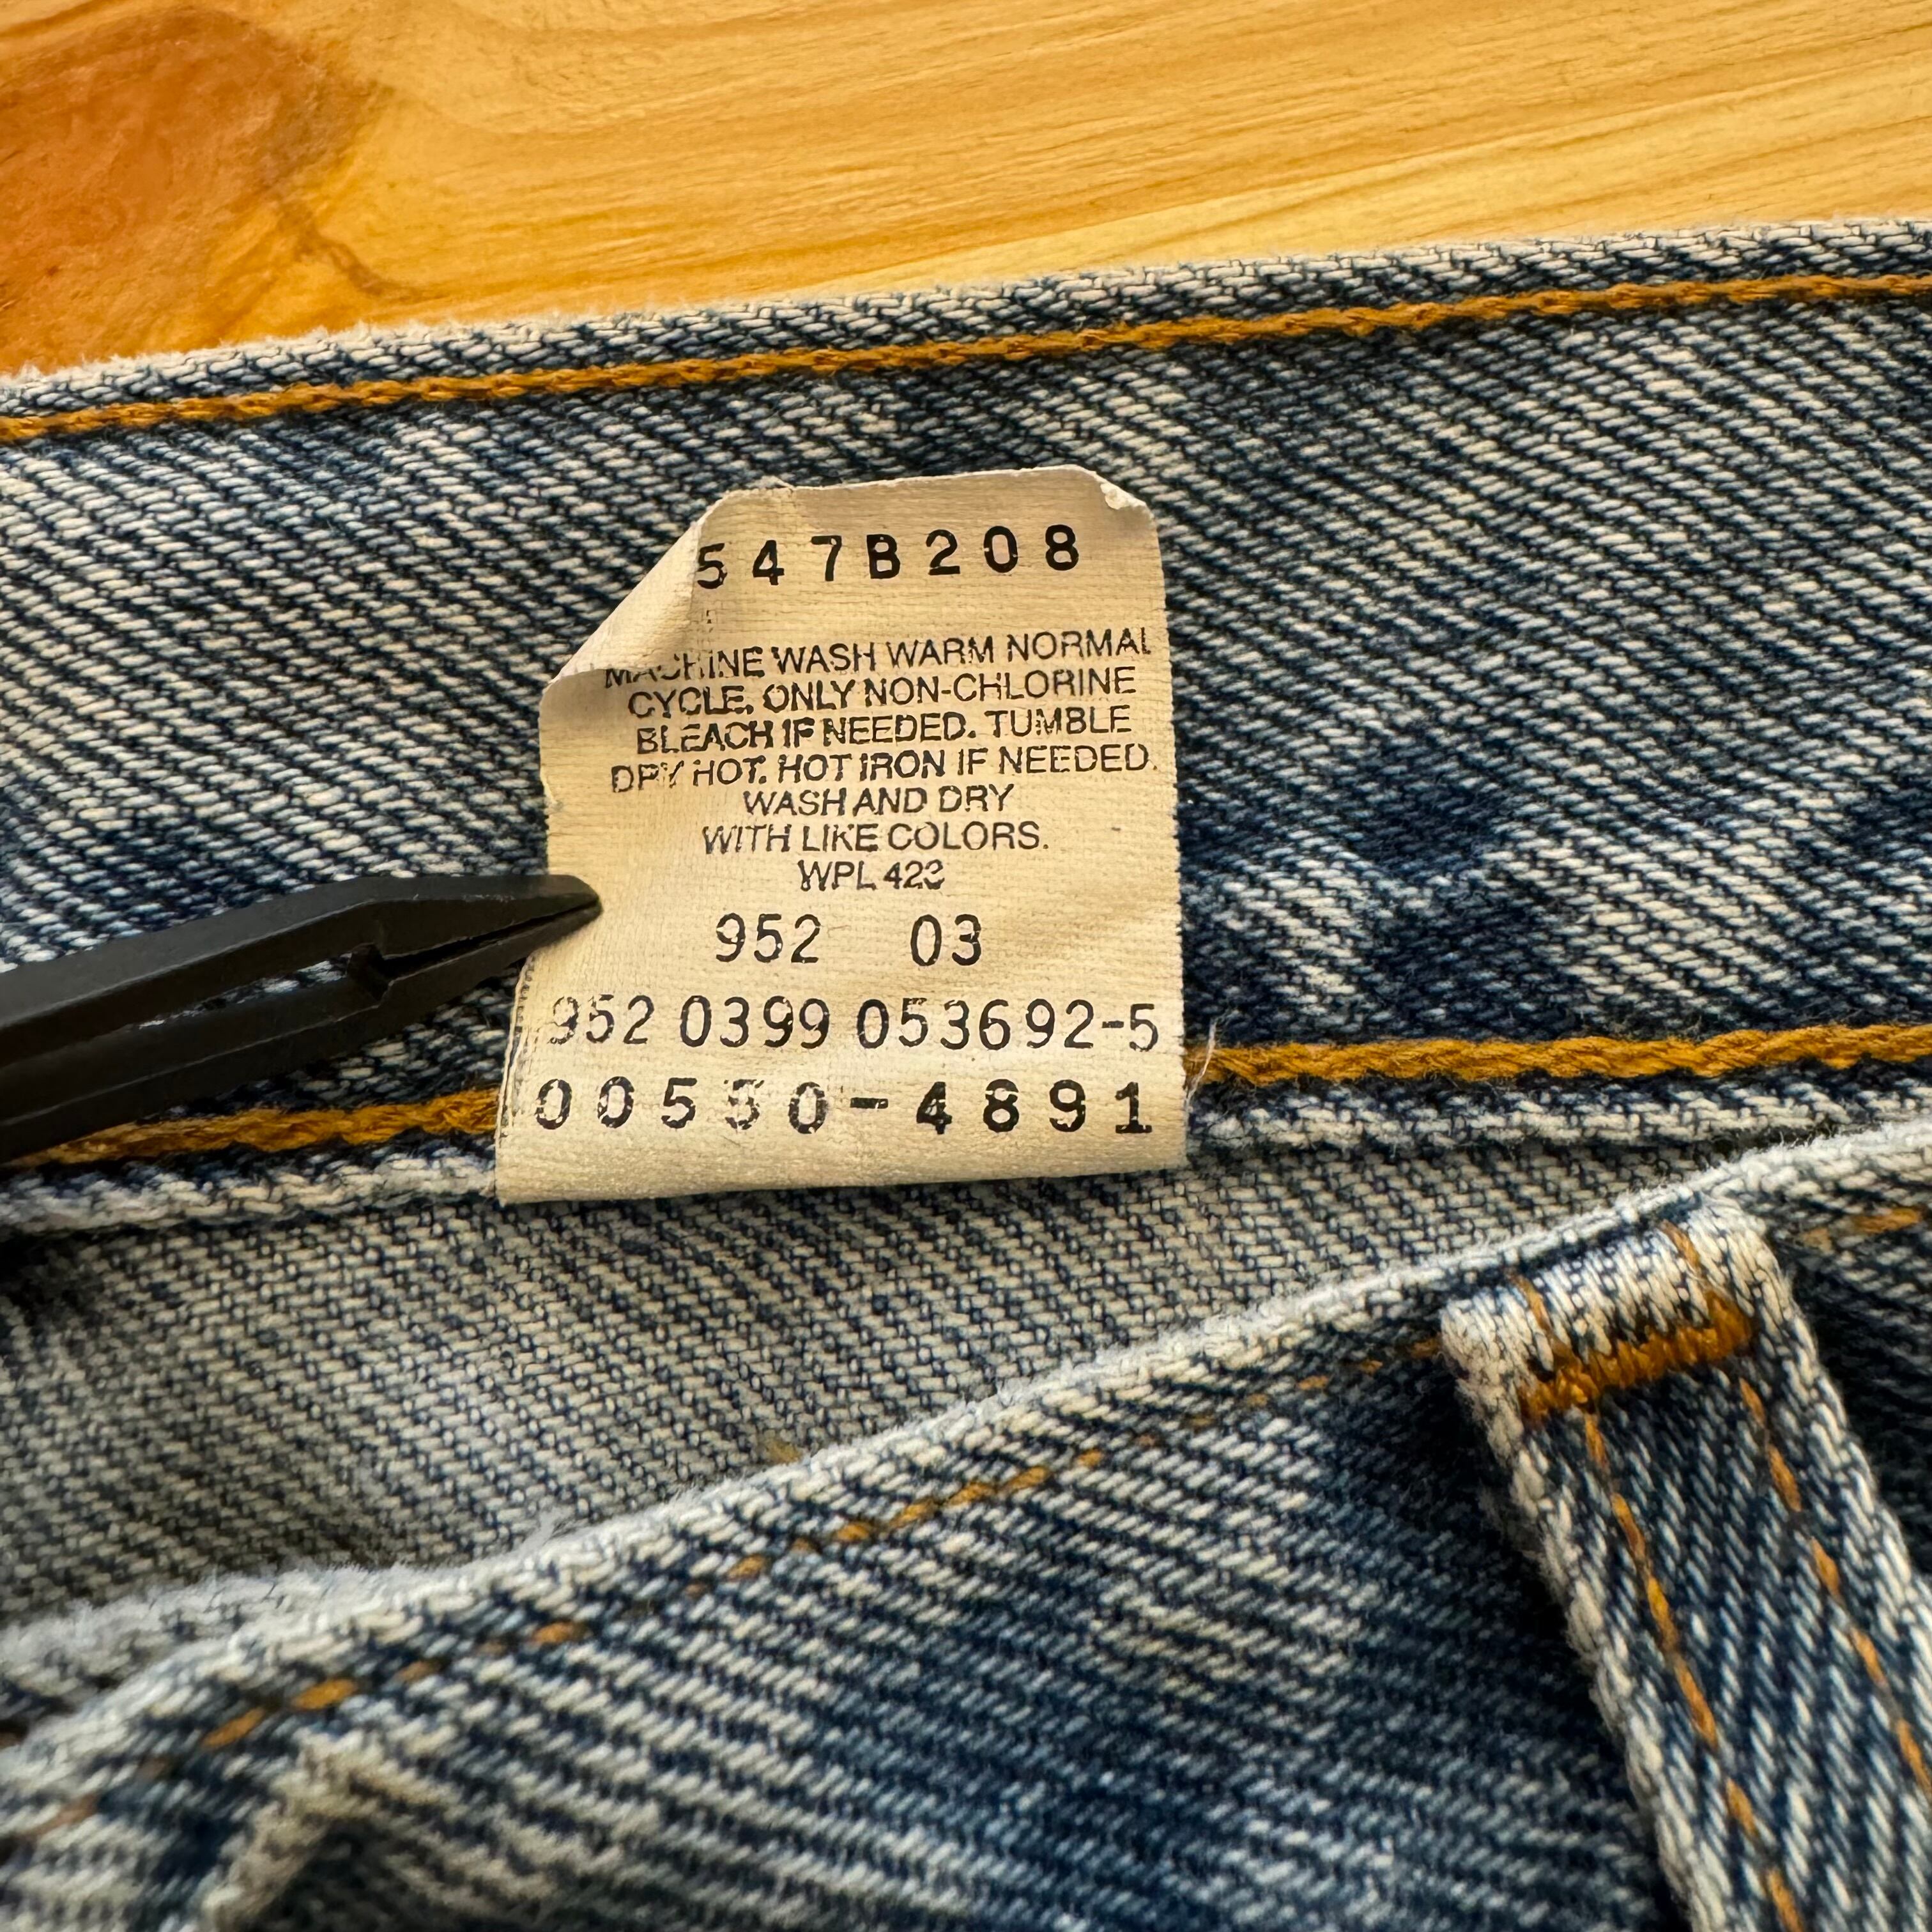 547B208
MACHINE WASH WARM NORMAL
CYCLE. ONLY NON-CHLORINE
BLEACH IF NEEDED. TUMBLE
DRY HOT. HOT IRON IF NEEDED.
WASH AND DRY
WITH LIKE COLORS.
WPL 423
952 03
952 0399 053692-5
00550-4891